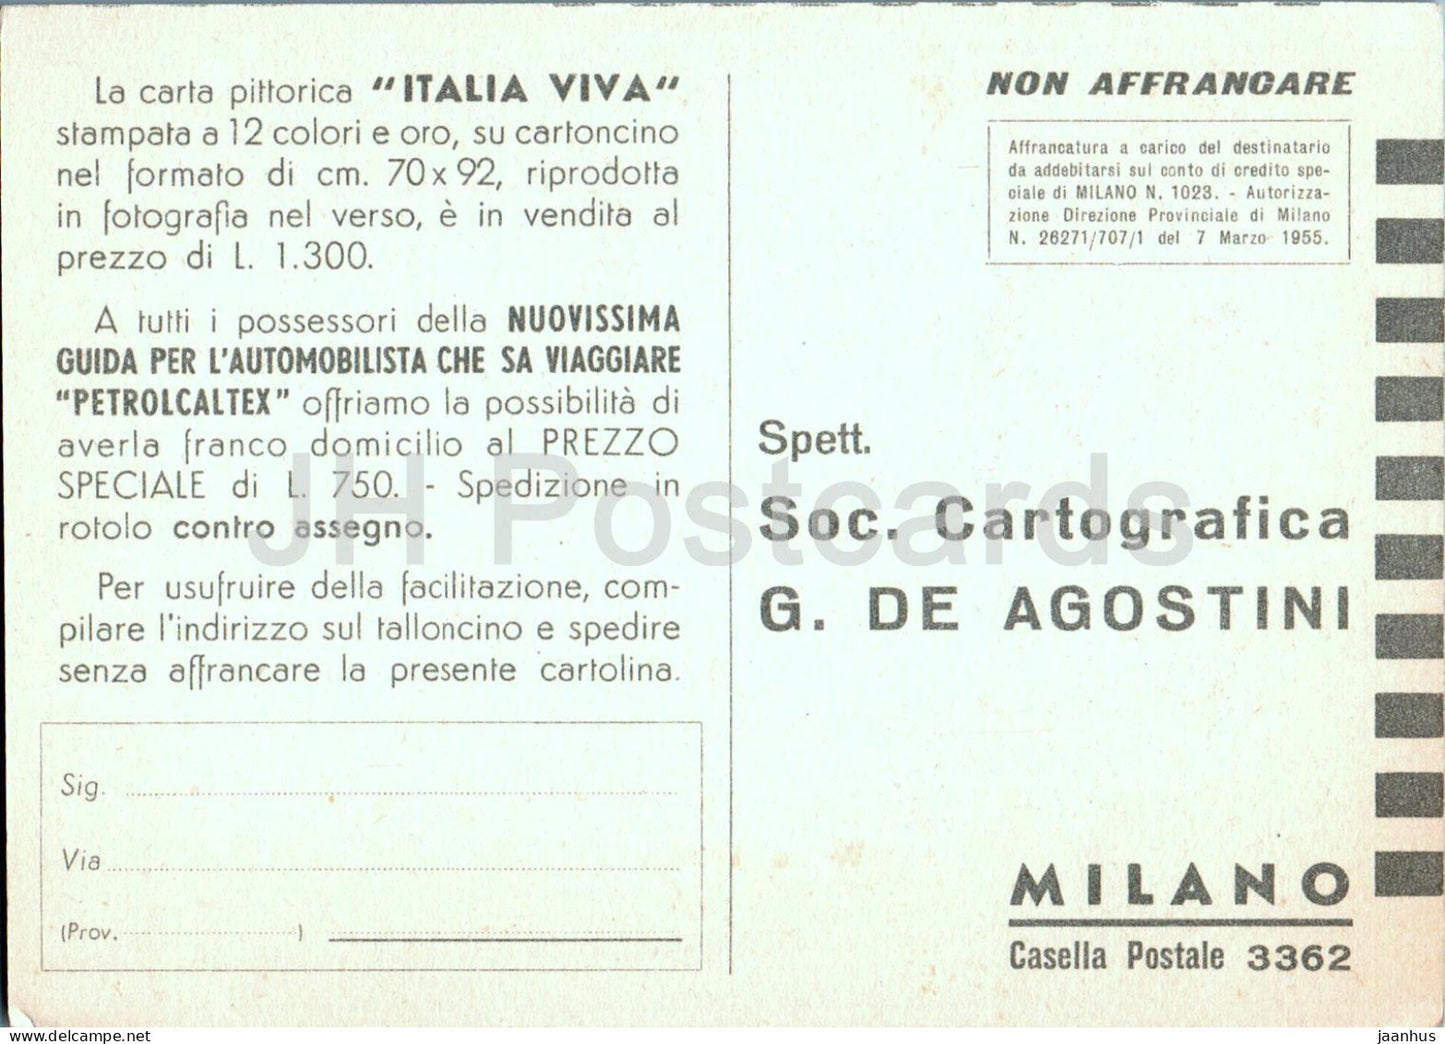 La carta pittorica "ITALIA VIVA"
stampata a 12 colori e oro, su cartoncino
nel formato di cm. 70 x 92, riprodotta
in fotografia nel verso, è in vendita al
prezzo di L. 1.300.
A tutti i possessori della NUOVISSIMA
GUIDA PER L'AUTOMOBILISTA CHE SA VIAGGIARE
"PETROLCALTEX" offriamo la possibilità di
averla franco domicilio al PREZZO
SPECIALE di L. 750. - Spedizione in
rotolo contro assegno.
Per usufruire della facilitazione, com-
pilare l'indirizzo sul talloncino e spedire
senza affrancare la presente cartolina.
Sig.
Via
(Prov. )
NON AFFRANCARE
Affrancatura a carico del destinatario
da addebitarsi sul conto di credito spe-
ciale di MILANO N. 1023. - Autorizza-
zione Direzione Provinciale di Milano
N. 26271/707/1 del 7 Marzo 1955.
Spett.
Soc. Cartografica
G. DE AGOSTINI
MILANO
Casella Postale 3362
JH Postcards
delcampe.net
jaanhus